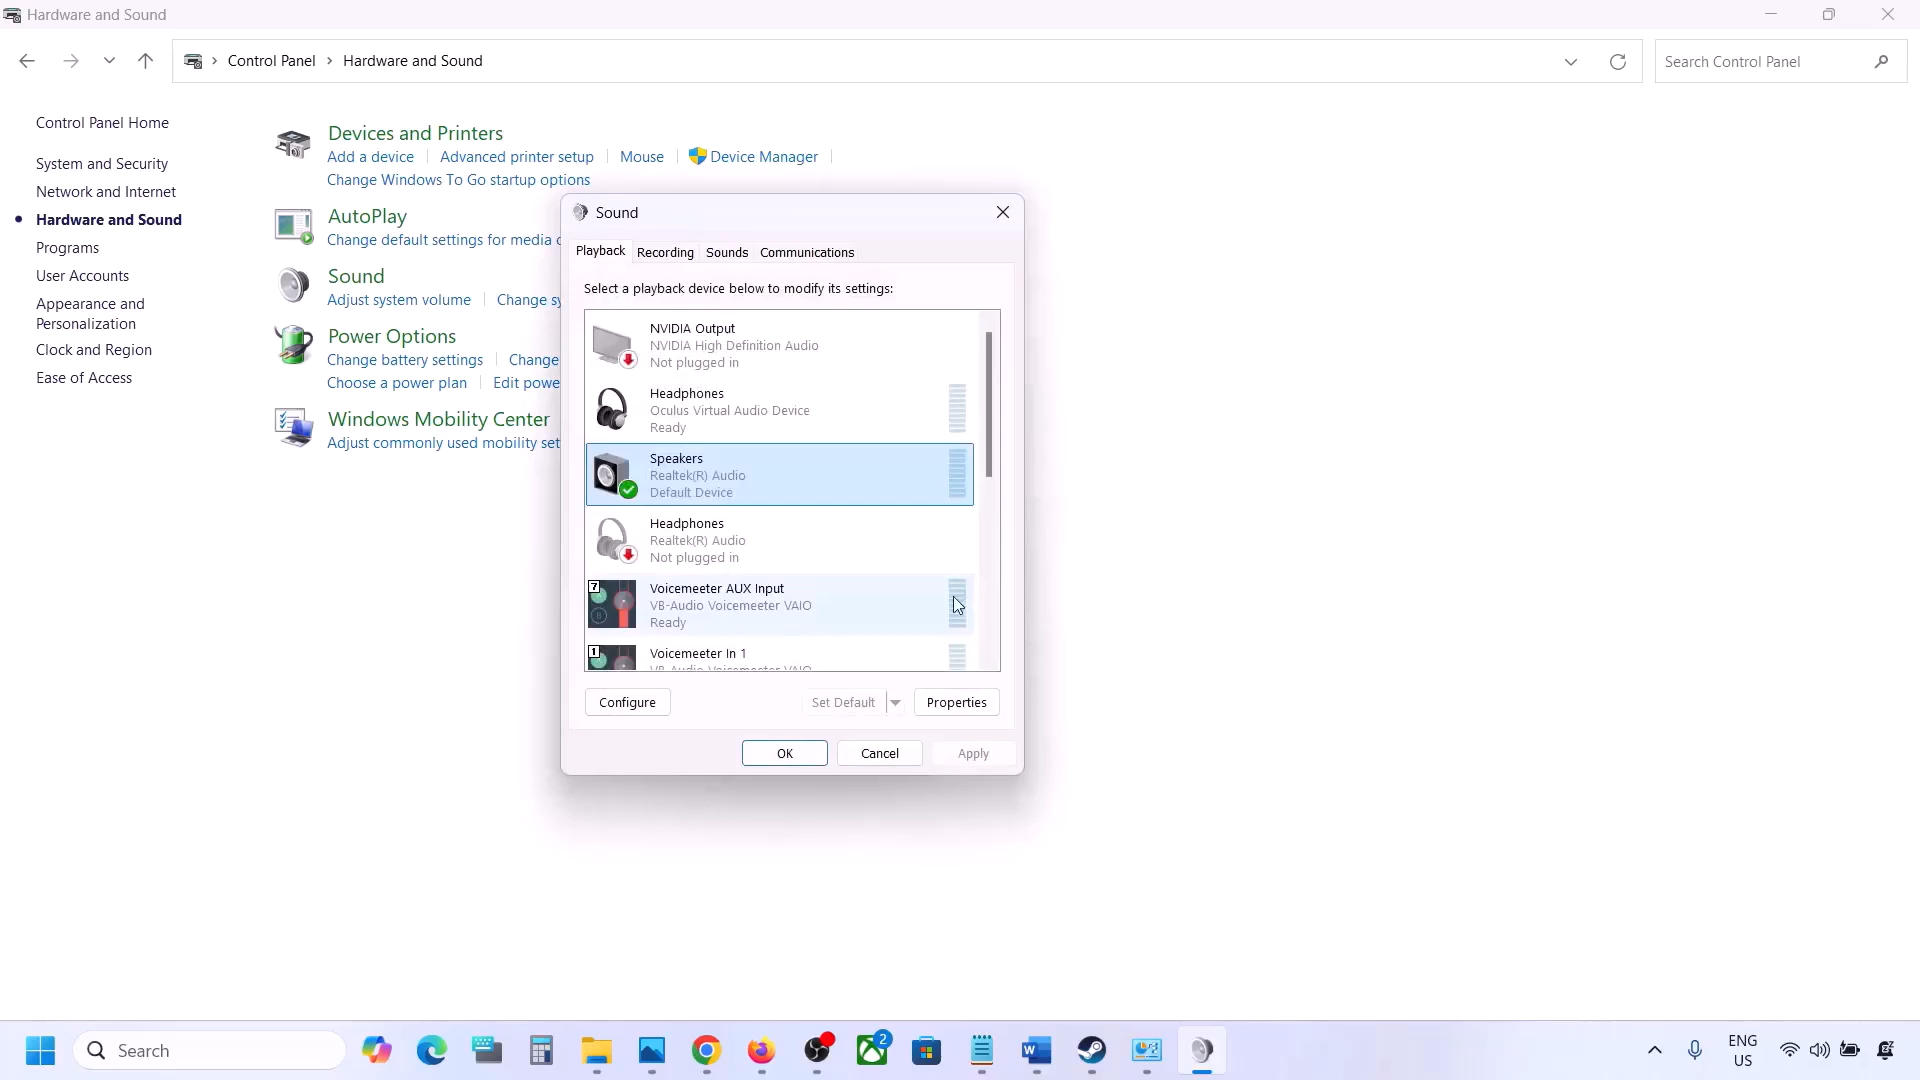 Hardware and Sound
Control Panel > Hardware and Sound
Search Control Panel
Control Panel Home
System and Security
Network and Internet
Hardware and Sound
Programs
User Accounts
Appearance and
Personalization
Clock and Region
Ease of Access
Devices and Printers
Add a device
Advanced printer setup
Mouse
Device Manager
Change Windows To Go startup options
AutoPlay
Change default settings for media
Sound
Adjust system volume
Change
Power Options
Change battery settings
Change
Choose a power plan
Edit
Windows Mobility Center
Adjust commonly used mobility
Sound
Playback
Recording
Sounds
Communications
Select a playback device below to modify its settings:
NVIDIA Output
NVIDIA High Definition Audio
Not plugged in
Headphones
Oculus Virtual Audio Device
Ready
Speakers
Realtek(R) Audio
Default Device
Headphones
Realtek(R) Audio
Not plugged in
7
Voicemeeter AUX Input
VB-Audio Voicemeeter VAIO
Ready
1
Voicemeeter In 1
VB-Audio Voicemeeter VAIO
Configure
Set Default
Properties
OK
Cancel
Apply
Search
2
ENG
US